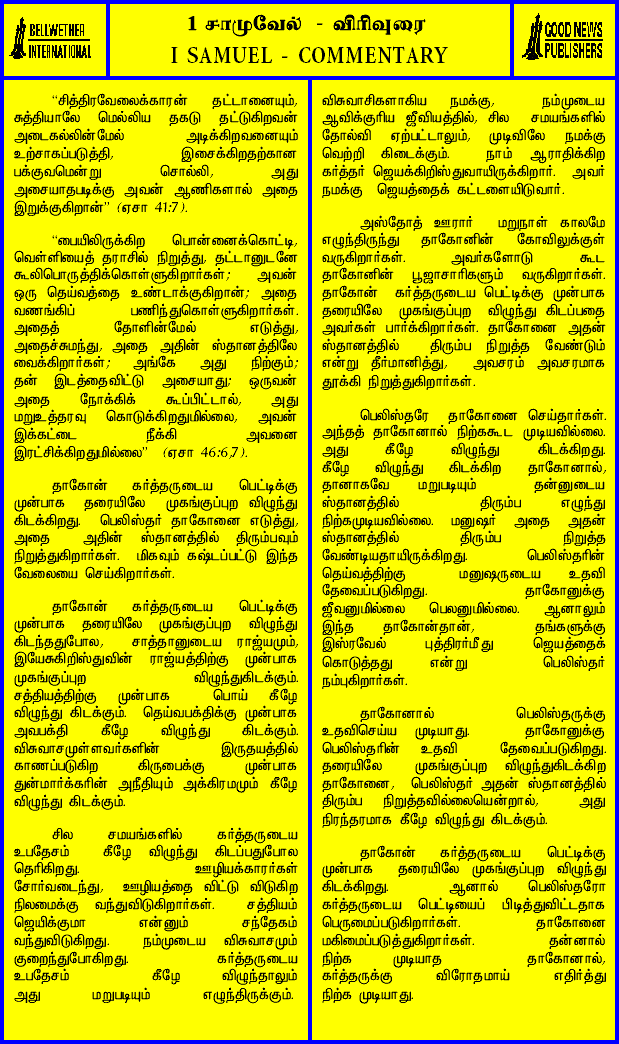 BELLWETHER
INTERNATIONAL
1 சாமுவேல் - விரிவுரை
I SAMUEL - COMMENTARY
GOOD NEWS
PUBLISHERS
“சித்திரவேலைக்காரன் தட்டானையும்,
சுத்தியாலே மெல்லிய தகடு தட்டுகிறவன்
அடைகல்லின்மேல் அடிக்கிறவனையும்
உற்சாகப்படுத்தி, இசைக்கிறதற்கான
பக்குவமென்று சொல்லி, அது
அசையாதபடிக்கு அவன் ஆணிகளால் அதை
இறுக்குகிறான்” (ஏசா 41:7).
“பையிலிருக்கிற பொன்னைக்கொட்டி,
வெள்ளியைத் தராசில் நிறுத்து, தட்டானுடனே
கூலிபொருத்திக்கொள்ளுகிறார்கள்; அவன்
ஒரு தெய்வத்தை உண்டாக்குகிறான்; அதை
வணங்கிப் பணிந்துகொள்ளுகிறார்கள்.
அதைத் தோளின்மேல் எடுத்து,
அதைச்சுமந்து, அதை அதின் ஸ்தானத்திலே
வைக்கிறார்கள்; அங்கே அது நிற்கும்;
தன் இடத்தைவிட்டு அசையாது; ஒருவன்
அதை நோக்கிக் கூப்பிட்டால், அது
மறுஉத்தரவு கொடுக்கிறதுமில்லை, அவன்
இக்கட்டை நீக்கி அவனை
இரட்சிக்கிறதுமில்லை” (ஏசா 46:6,7).
தாகோன் கர்த்தருடைய பெட்டிக்கு
முன்பாக தரையிலே முகங்குப்புற விழுந்து
கிடக்கிறது. பெலிஸ்தர் தாகோனை எடுத்து,
அதை அதின் ஸ்தானத்தில் திரும்பவும்
நிறுத்துகிறார்கள். மிகவும் கஷ்டப்பட்டு இந்த
வேலையை செய்கிறார்கள்.
தாகோன் கர்த்தருடைய பெட்டிக்கு
முன்பாக தரையிலே முகங்குப்புற விழுந்து
கிடந்ததுபோல, சாத்தானுடைய ராஜ்யமும்,
இயேசுகிறிஸ்துவின் ராஜ்யத்திற்கு முன்பாக
முகங்குப்புற விழுந்துகிடக்கும்.
சத்தியத்திற்கு முன்பாக பொய் கீழே
விழுந்து கிடக்கும். தெய்வபக்திக்கு முன்பாக
அவபக்தி கீழே விழுந்து கிடக்கும்.
விசுவாசமுள்ளவர்களின் இருதயத்தில்
காணப்படுகிற கிருபைக்கு முன்பாக
துன்மார்க்கரின் அநீதியும் அக்கிரமமும் கீழே
விழுந்து கிடக்கும்.
சில சமயங்களில் கர்த்தருடைய
உபதேசம் கீழே விழுந்து கிடப்பதுபோல
தெரிகிறது. ஊழியக்காரர்கள்
சோர்வடைந்து, ஊழியத்தை விட்டு விடுகிற
நிலமைக்கு வந்துவிடுகிறார்கள். சத்தியம்
ஜெயிக்குமா என்னும் சந்தேகம்
வந்துவிடுகிறது. நம்முடைய விசுவாசமும்
குறைந்துபோகிறது. கர்த்தருடைய
உபதேசம் கீழே விழுந்தாலும்
அது மறுபடியும் எழுந்திருக்கும்.
விசுவாசிகளாகிய நமக்கு, நம்முடைய
ஆவிக்குரிய ஜீவியத்தில், சில சமயங்களில்
தோல்வி ஏற்பட்டாலும், முடிவிலே நமக்கு
வெற்றி கிடைக்கும். நாம் ஆராதிக்கிற
கர்த்தர் ஜெயக்கிறிஸ்துவாயிருக்கிறார். அவர்
நமக்கு ஜெயத்தைக் கட்டளையிடுவார்.
அஸ்தோத் ஊரார் மறுநாள் காலமே
எழுந்திருந்து தாகோனின் கோவிலுக்குள்
வருகிறார்கள். அவர்களோடு கூட
தாகோனின் பூஜாசாரிகளும் வருகிறார்கள்.
தாகோன் கர்த்தருடைய பெட்டிக்கு முன்பாக
தரையிலே முகங்குப்புற விழுந்து கிடப்பதை
அவர்கள் பார்க்கிறார்கள். தாகோனை அதன்
ஸ்தானத்தில் திரும்ப நிறுத்த வேண்டும்
என்று தீர்மானித்து, அவசரம் அவசரமாக
தூக்கி நிறுத்துகிறார்கள்.
பெலிஸ்தரே தாகோனை செய்தார்கள்.
அந்தத் தாகோனால் நிற்ககூட முடியவில்லை.
அது கீழே விழுந்து கிடக்கிறது.
கீழே விழுந்து கிடக்கிற தாகோனால்,
தானாகவே மறுபடியும் தன்னுடைய
ஸ்தானத்தில் திரும்ப எழுந்து
நிற்கமுடியவில்லை. மனுஷர் அதை அதன்
ஸ்தானத்தில் திரும்ப நிறுத்த
வேண்டியதாயிருக்கிறது. பெலிஸ்தரின்
தெய்வத்திற்கு மனுஷருடைய உதவி
தேவைப்படுகிறது. தாகோனுக்கு
ஜீவனுமில்லை பெலனுமில்லை. ஆனாலும்
இந்த தாகோன்தான், தங்களுக்கு
இஸ்ரவேல் புத்திரர்மீது ஜெயத்தைக்
கொடுத்தது என்று பெலிஸ்தர்
நம்புகிறார்கள்.
தாகோனால் பெலிஸ்தருக்கு
உதவிசெய்ய முடியாது. தாகோனுக்கு
பெலிஸ்தரின் உதவி தேவைப்படுகிறது.
தரையிலே முகங்குப்புற விழுந்துகிடக்கிற
தாகோனை, பெலிஸ்தர் அதன் ஸ்தானத்தில்
திரும்ப நிறுத்தவில்லையென்றால், அது
நிரந்தரமாக கீழே விழுந்து கிடக்கும்.
தாகோன் கர்த்தருடைய பெட்டிக்கு
முன்பாக தரையிலே முகங்குப்புற விழுந்து
கிடக்கிறது. ஆனால் பெலிஸ்தரோ
கர்த்தருடைய பெட்டியைப் பிடித்துவிட்டதாக
பெருமைப்படுகிறார்கள். தாகோனை
மகிமைப்படுத்துகிறார்கள். தன்னால்
நிற்க முடியாத தாகோனால்,
கர்த்தருக்கு விரோதமாய் எதிர்த்து
நிற்க முடியாது.